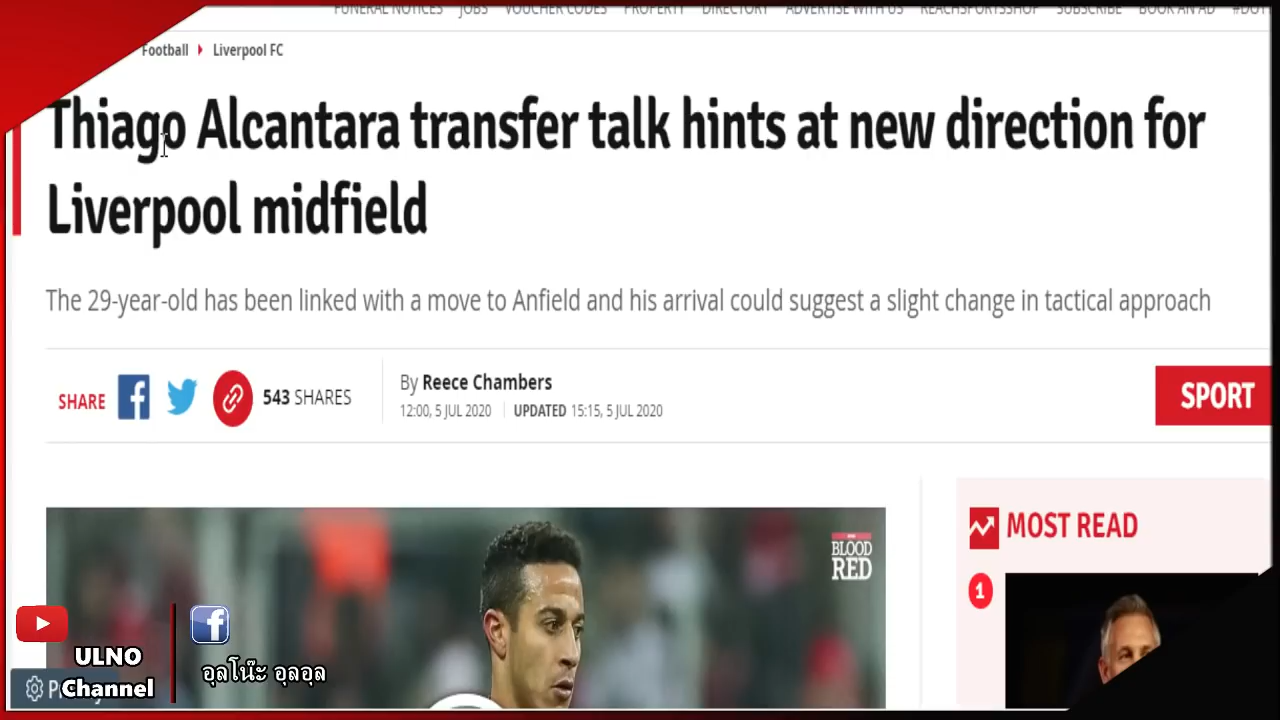 FUNERAL NOTICES JOBS VOUCHER CODES PROPERTY DIRECTORY ADVERTISE WITH US REACHSPORTSSHOP SUBSCRIBE BOOK AN AD
Football Liverpool FC
Thiago Alcantara transfer talk hints at new direction for
Liverpool midfield
The 29-year-old has been linked with a move to Anfield and his arrival could suggest a slight change in tactical approach
SHARE 543 SHARES
By Reece Chambers
12:00, 5 JUL 2020 UPDATED 15:15, 5 JUL 2020
SPORT
BLOOD
RED
MOST READ
1
ULNO
Channel
อุลโน๊ะ อุลอุล